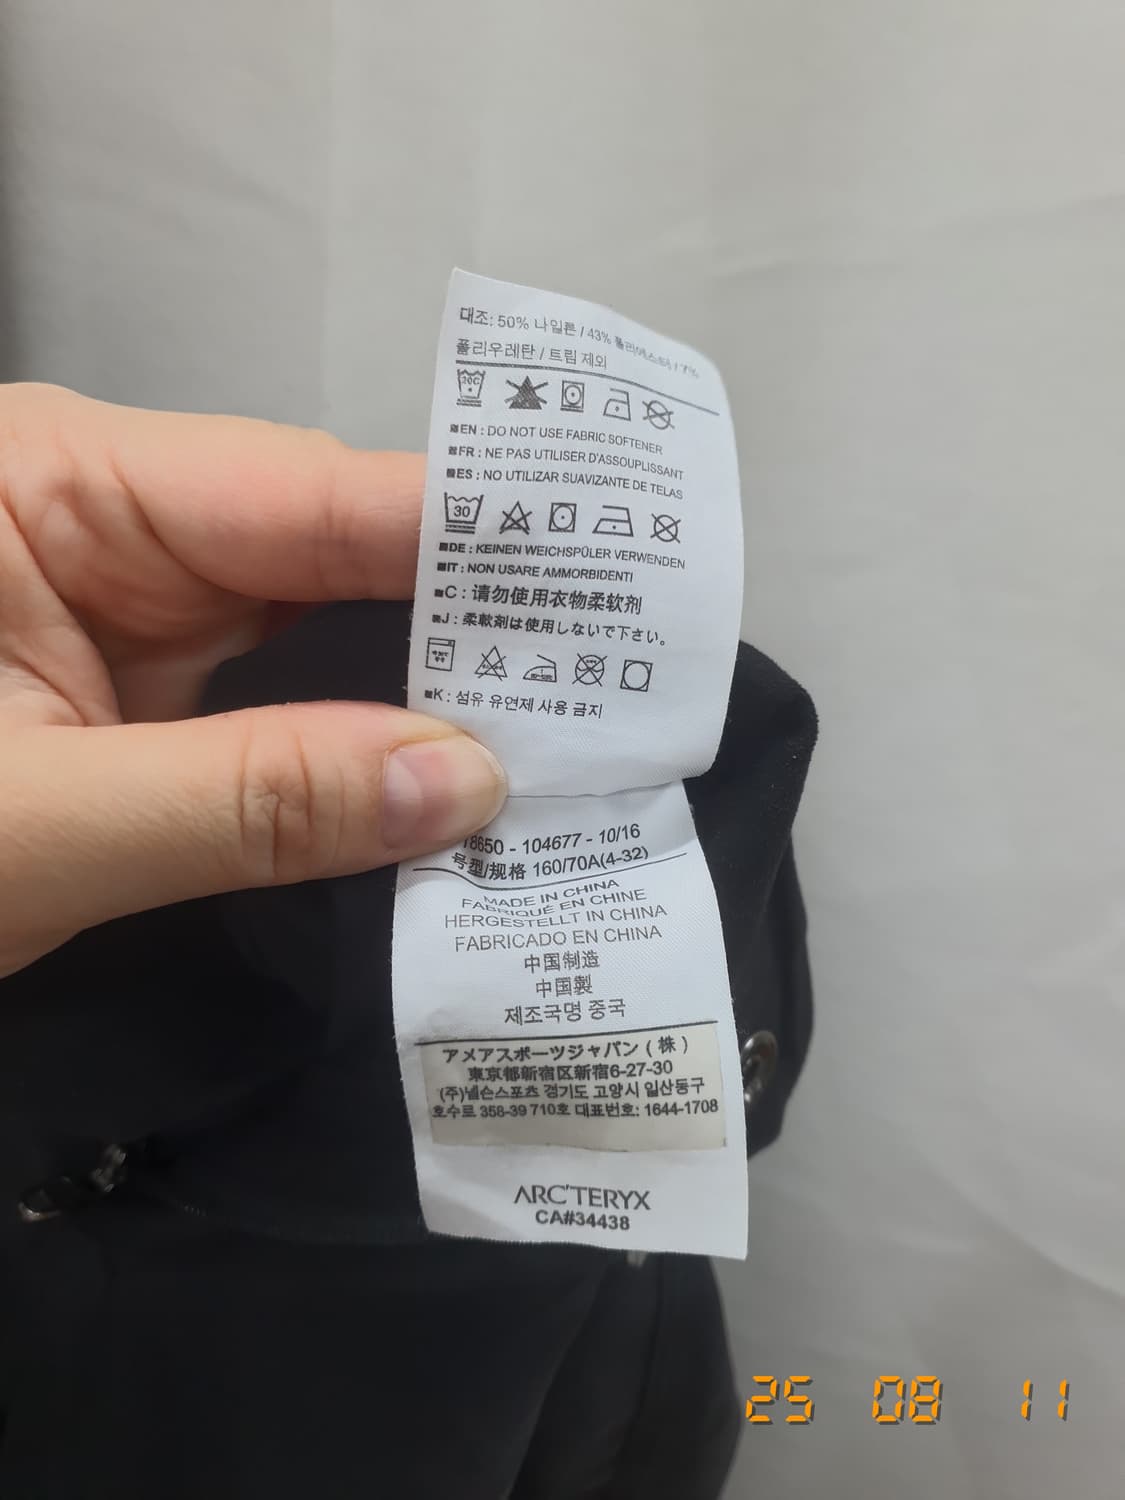 대조: 50% 나일론 / 43% 폴리에스터 / 7%
폴리우레탄 / 트림 제외
30C
EN : DO NOT USE FABRIC SOFTENER
FR : NE PAS UTILISER D'ASSOUPLISSANT
ES : NO UTILIZAR SUAVIZANTE DE TELAS
30
DE : KEINEN WEICHSPÜLER VERWENDEN
IT : NON USARE AMMORBIDENTI
C : 请勿使用衣物柔软剂
J : 柔軟剤は使用しないで下さい。
K : 섬유 유연제 사용 금지
18650 - 104677 - 10/16
号型/规格 160/70A(4-32)
MADE IN CHINA
FABRIQUÉ EN CHINE
HERGESTELLT IN CHINA
FABRICADO EN CHINA
中国制造
中国製
제조국명 중국
アメアスポーツジャパン ( 株 )
東京都新宿区新宿6-27-30
(주)넬슨스포츠 경기도 고양시 일산동구
호수로 358-39 710호 대표번호: 1644-1708
ARC'TERYX
CA#34438
25 08 11